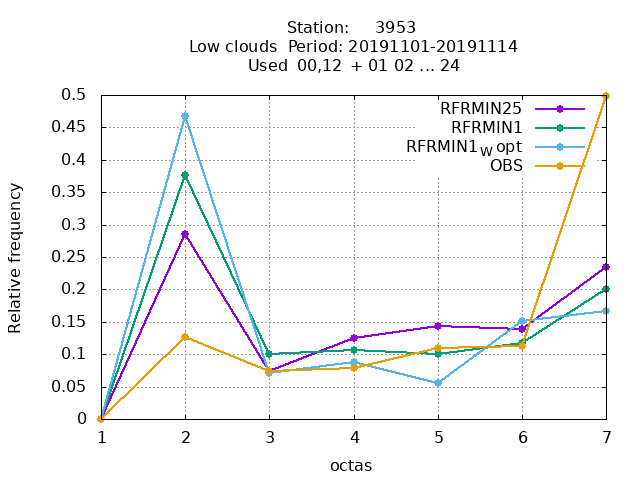 Station: 3953
Low clouds Period: 20191101-20191114
Used 00,12 + 01 02 ... 24
RFRMIN25
RFRMIN1
RFRMIN1W opt
OBS
0.5
0.45
0.4
0.35
0.3
0.25
0.2
0.15
0.1
0.05
0
Relative frequency
1 2 3 4 5 6 7
octas